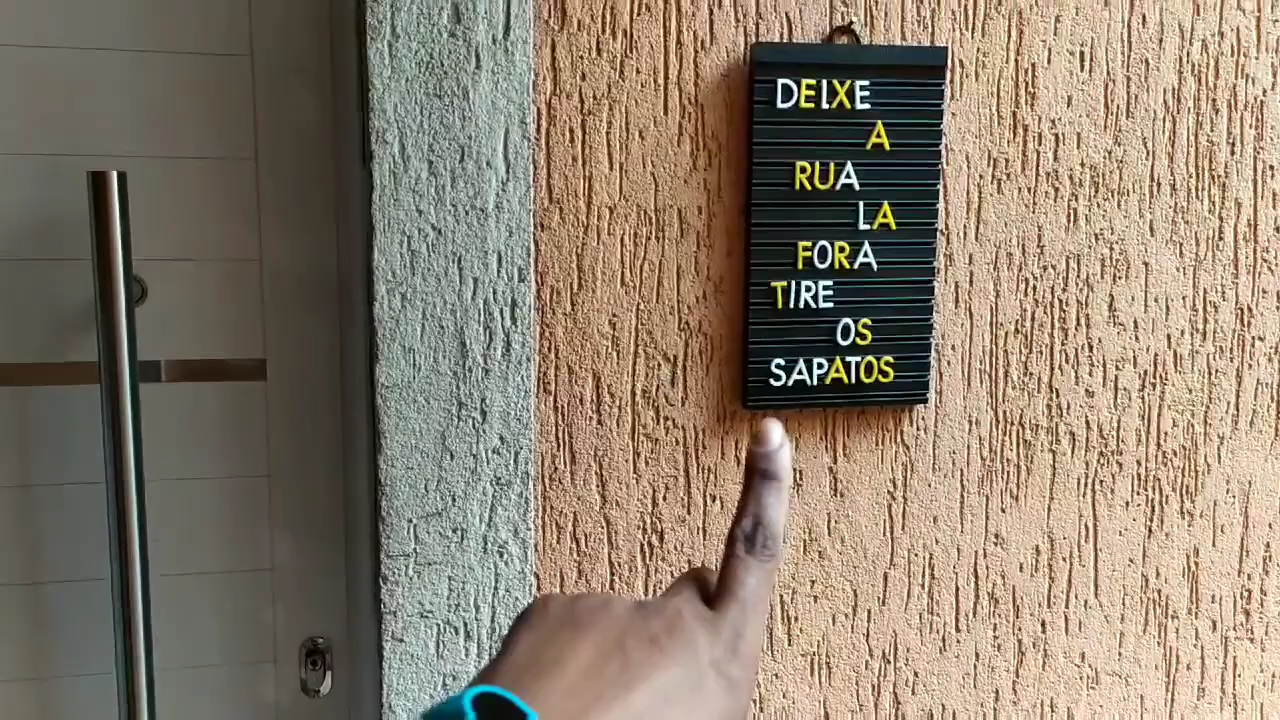 DEIXE
A
RUA
LA
FORA
TIRE
OS
SAPATOS